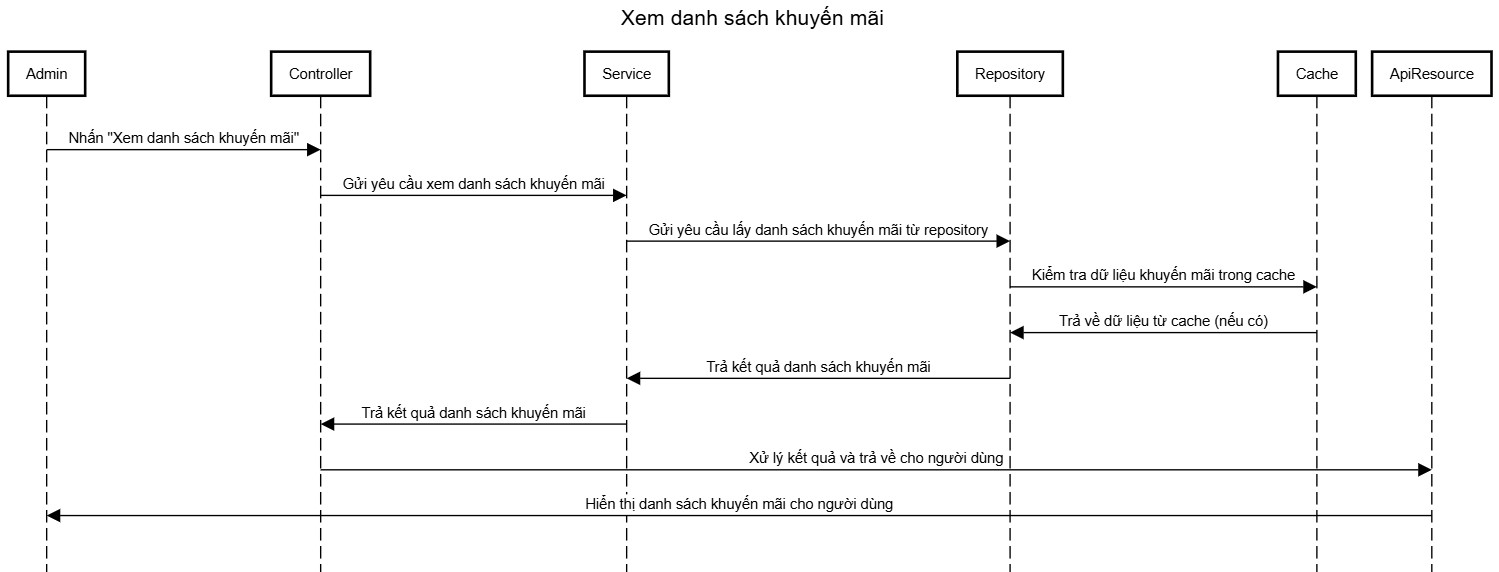 Xem danh sách khuyến mãi
Admin
Controller
Service
Repository
Cache
ApiResource
Nhấn "Xem danh sách khuyến mãi"
Gửi yêu cầu xem danh sách khuyến mãi
Gửi yêu cầu lấy danh sách khuyến mãi từ repository
Kiểm tra dữ liệu khuyến mãi trong cache
Trả về dữ liệu từ cache (nếu có)
Trả kết quả danh sách khuyến mãi
Trả kết quả danh sách khuyến mãi
Xử lý kết quả và trả về cho người dùng
Hiển thị danh sách khuyến mãi cho người dùng